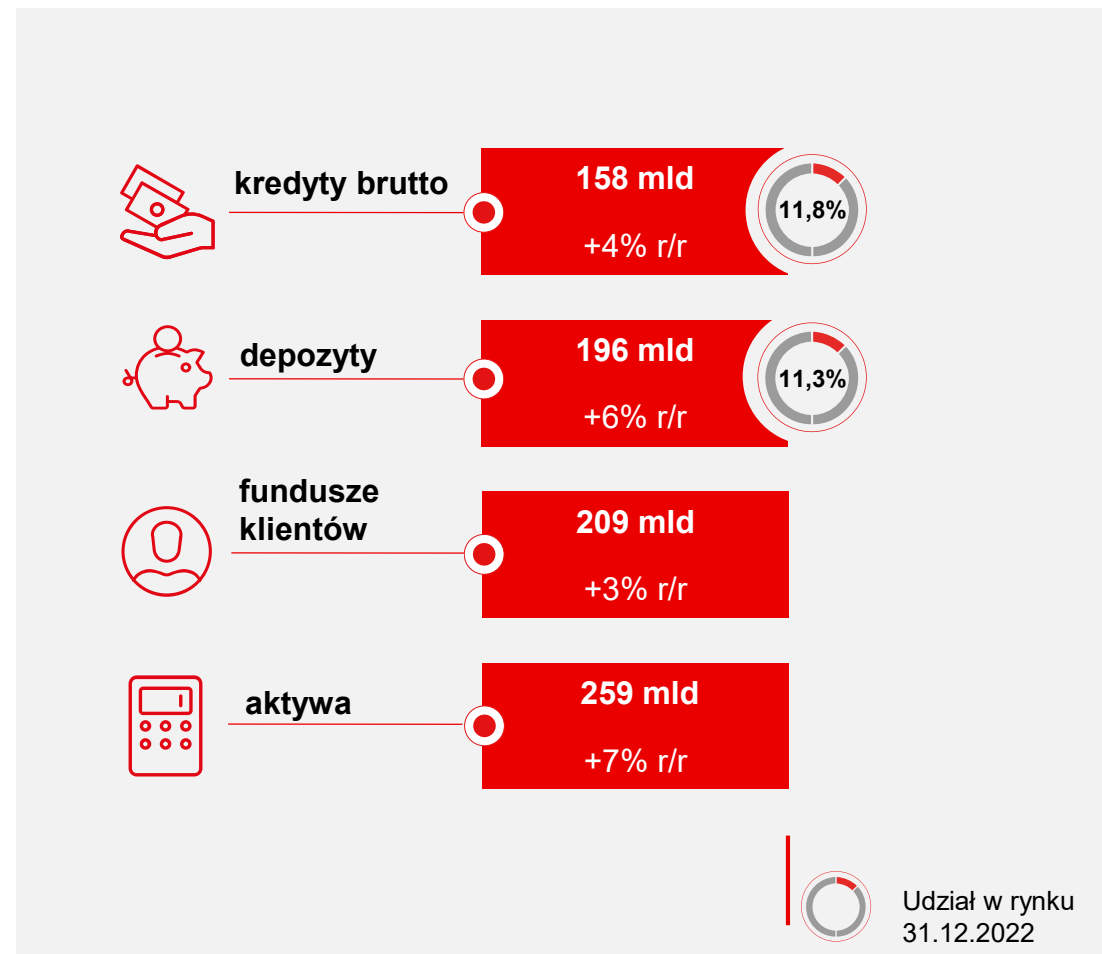 kredyty brutto
158 mld
+4% r/r
11,8%
depozyty
196 mld
+6% r/r
11,3%
fundusze
klientów
209 mld
+3% r/r
aktywa
259 mld
+7% r/r
Udział w rynku
31.12.2022